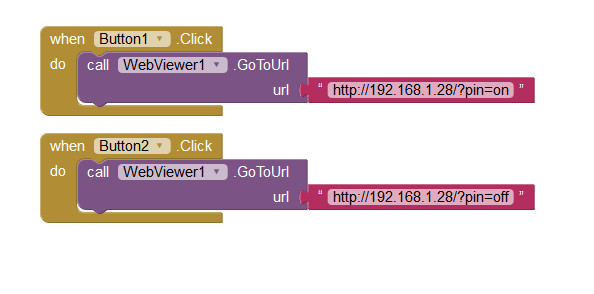 when Button1 .Click
do call WebViewer1 .GoToUrl
url " http://192.168.1.28/?pin=on "
when Button2 .Click
do call WebViewer1 .GoToUrl
url " http://192.168.1.28/?pin=off "